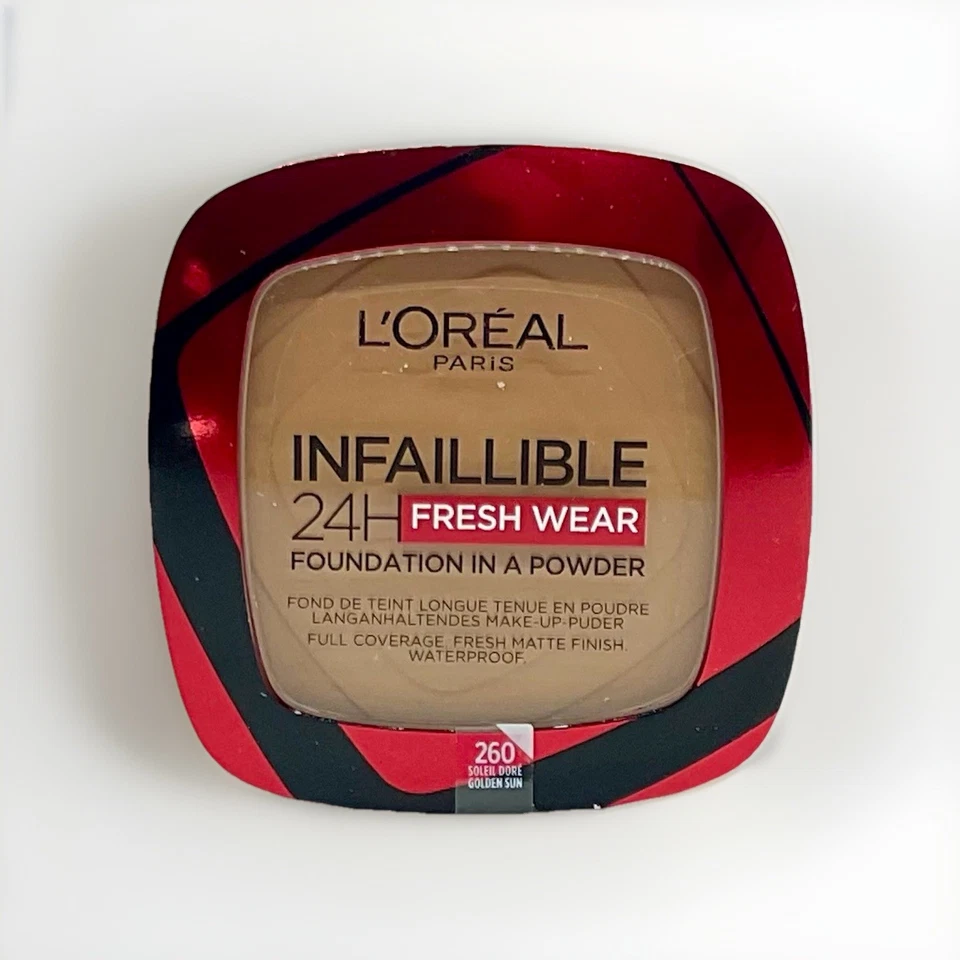 L'ORÉAL
PARiS
INFAILLIBLE
24H FRESH WEAR
FOUNDATION IN A POWDER
FOND DE TEINT LONGUE TENUE EN POUDRE
LANGANHALTENDES MAKE-UP-PUDER
FULL COVERAGE. FRESH MATTE FINISH.
WATERPROOF.
260
SOLEIL DORÉ
GOLDEN SUN